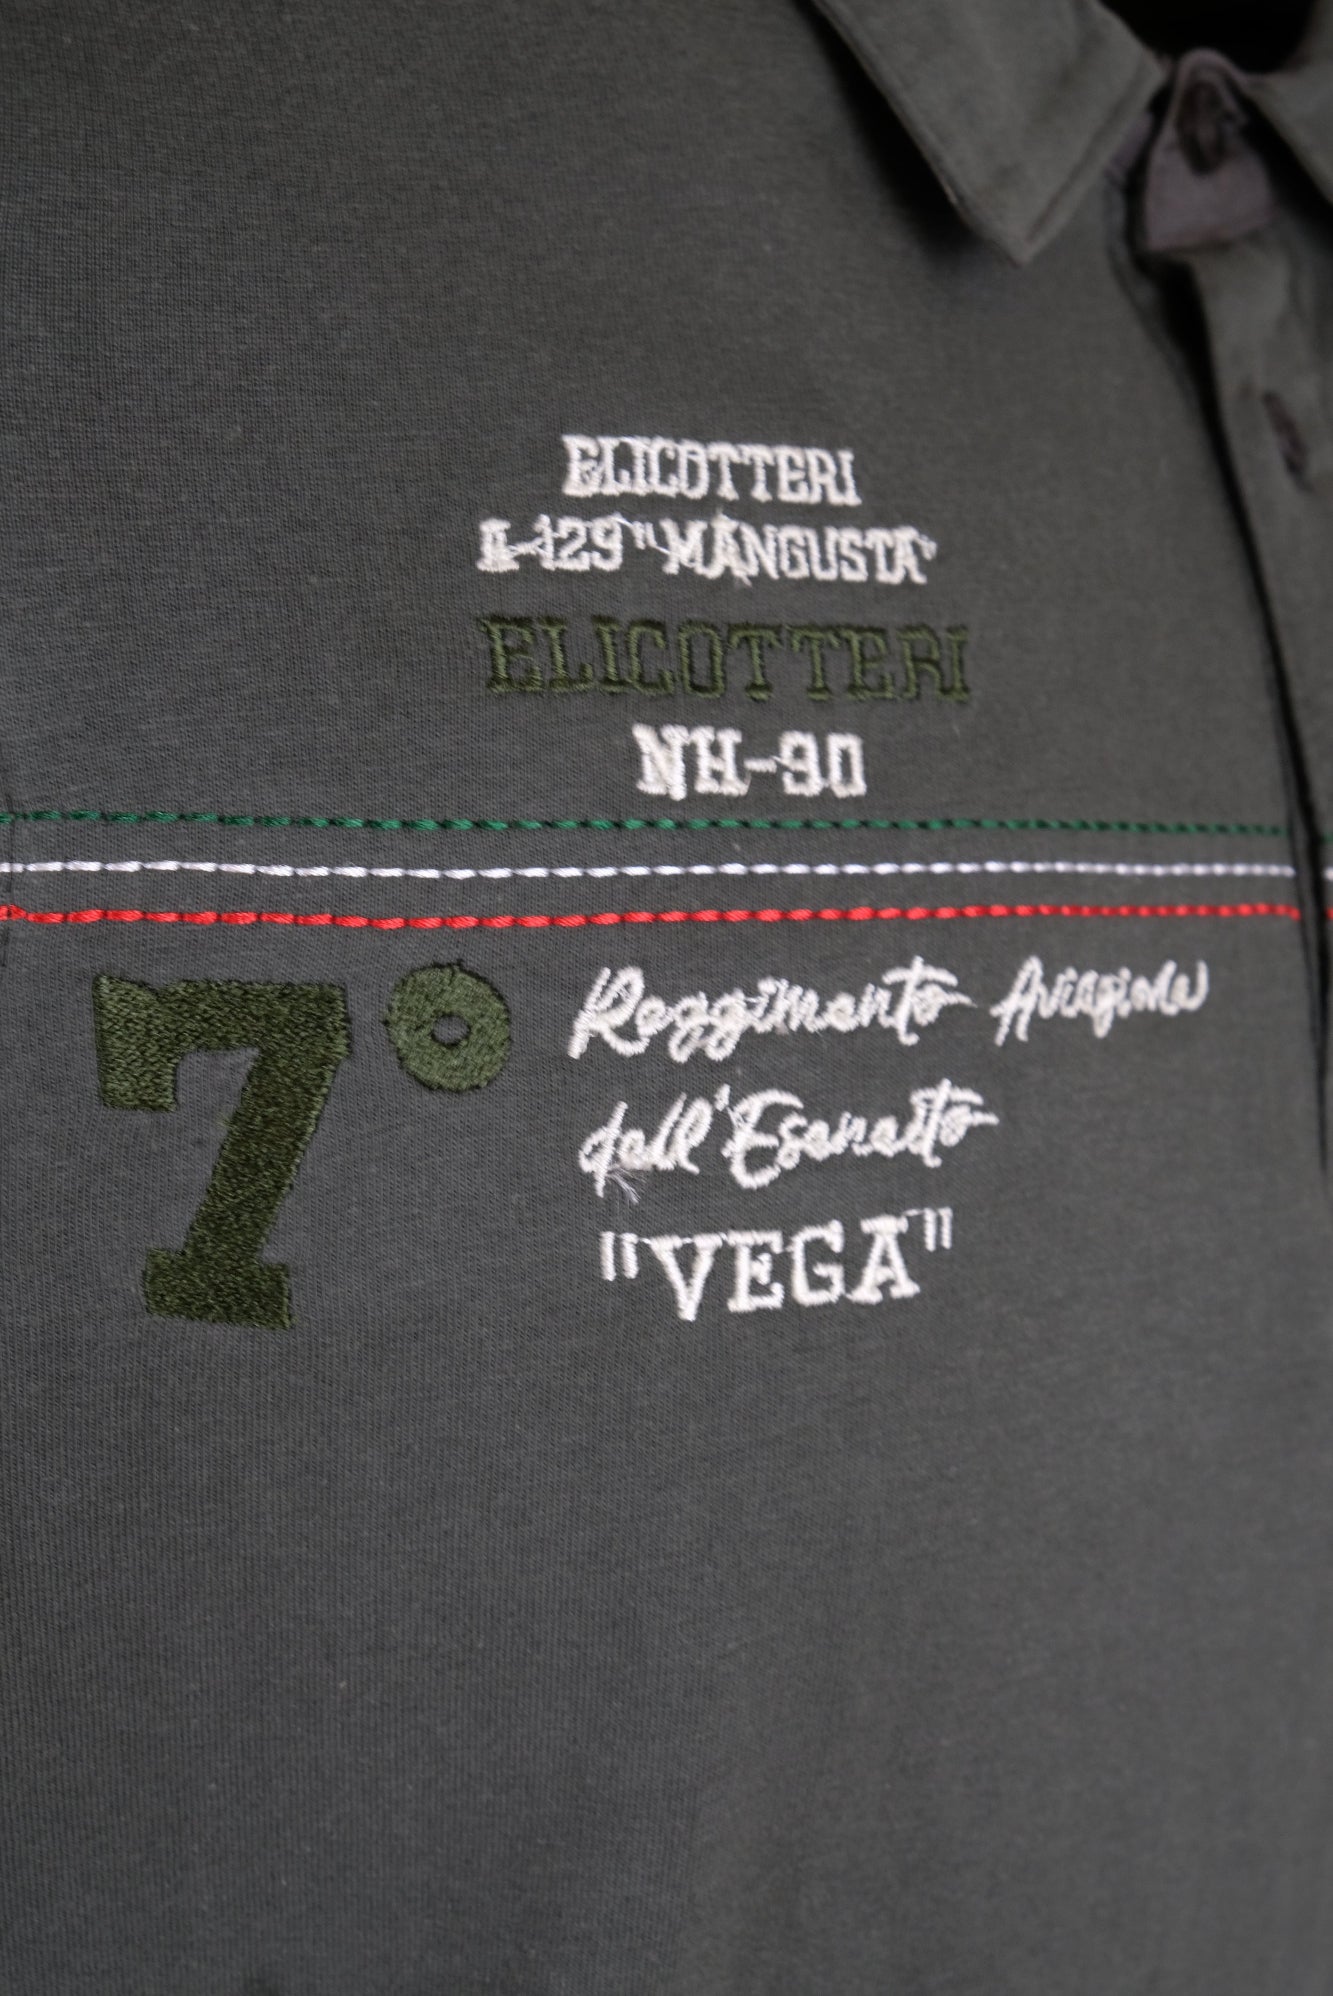 ELICOTTERI
A-129 "MANGUSTA"
ELICOTTERI
NH-90
7° Reggimento Aviazione
dell'Esercito
"VEGA"